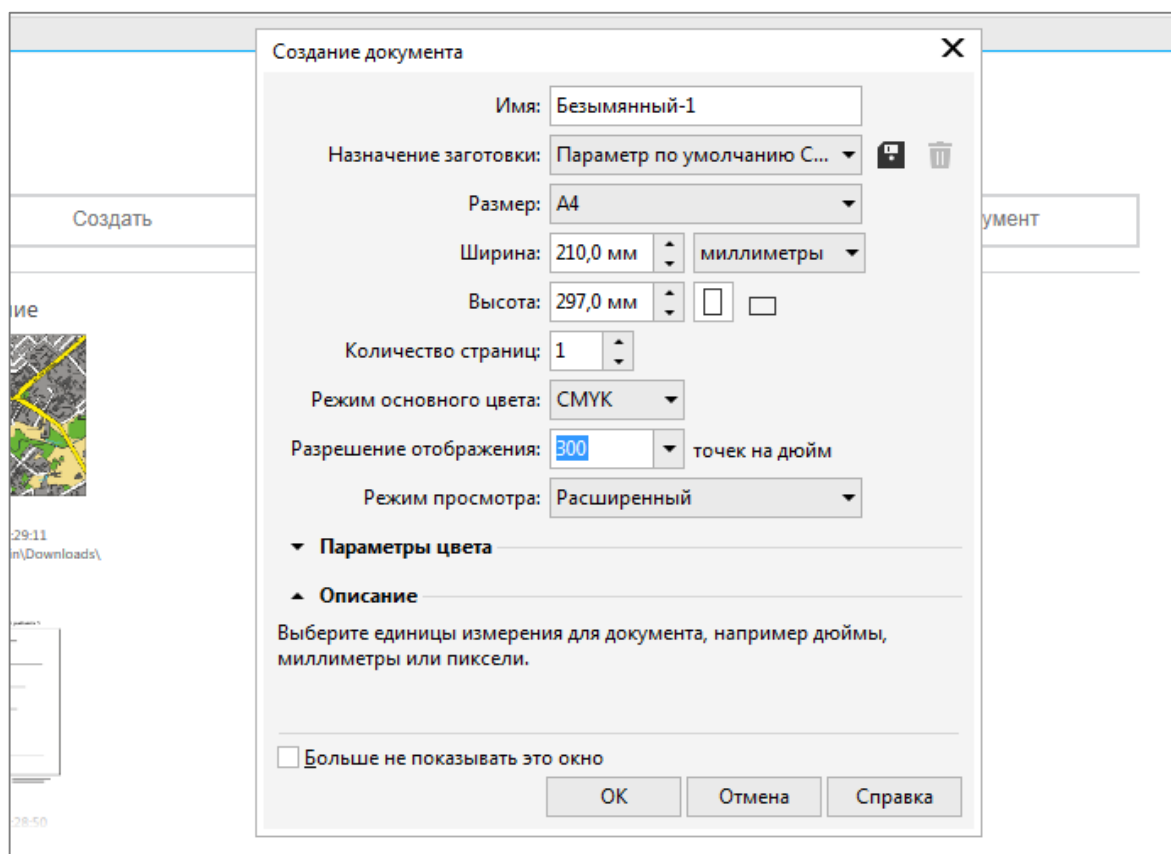 Создание документа
Имя: Безымянный-1
Назначение заготовки: Параметр по умолчанию С...
Размер: A4
Создать
умент
Ширина: 210,0 мм миллиметры
Высота: 297,0 мм
ие
Количество страниц: 1
Режим основного цвета: CMYK
Разрешение отображения: 300 точек на дюйм
Режим просмотра: Расширенный
:29:11
in\Downloads\
Параметры цвета
Описание
Выберите единицы измерения для документа, например дюймы,
миллиметры или пиксели.
Больше не показывать это окно
OK Отмена Справка
:28:50